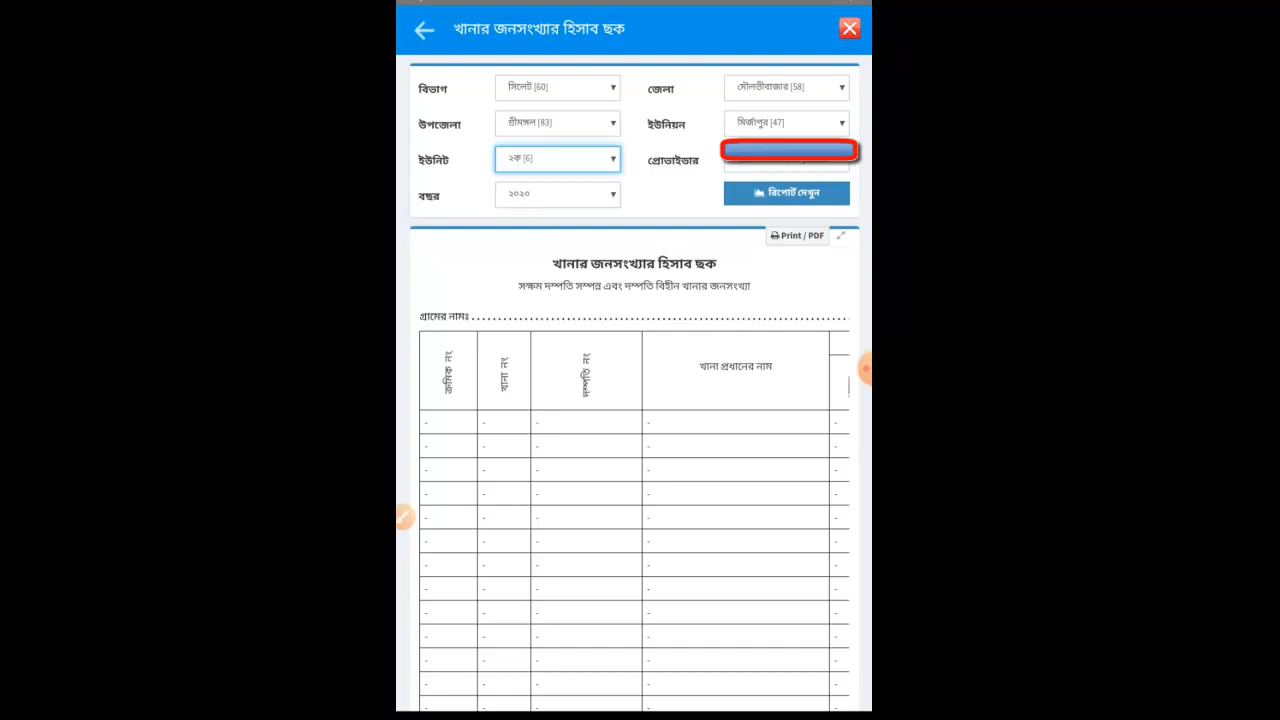 খানার জনসংখ্যার হিসাব ছক
বিভাগ সিলেট [60] জেলা মৌলভীবাজার [58]
উপজেলা শ্রীমঙ্গল [83] ইউনিয়ন মির্জাপুর [47]
ইউনিট ২ক [6] প্রোভাইডার
বছর ২০২০ রিপোর্ট দেখুন
Print / PDF
খানার জনসংখ্যার হিসাব ছক
সক্ষম দম্পতি সম্পন্ন এবং দম্পতি বিহীন খানার জনসংখ্যা
গ্রামের নামঃ
ক্রমিক নং খানা নং দম্পতি নং খানা প্রধানের নাম
- - - - -
- - - - -
- - - - -
- - - - -
- - - - -
- - - - -
- - - - -
- - - - -
- - - - -
- - - - -
- - - - -
- - - - -
- - - - -